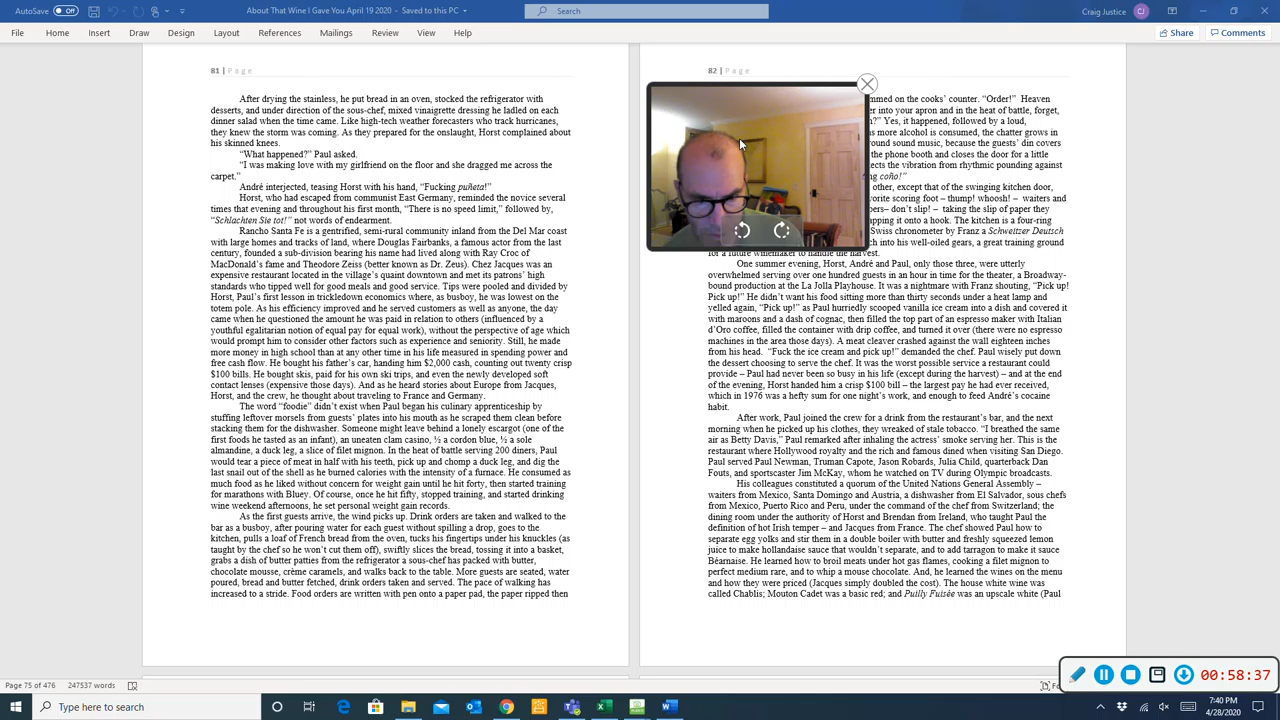 AutoSave Off About That Wine I Gave You April 19 2020 - Saved to this PC Search Craig Justice
File Home Insert Draw Design Layout References Mailings Review View Help Share Comments
81 | Page
After drying the stainless, he put bread in an oven, stocked the refrigerator with
desserts, and under direction of the sous-chef, mixed vinaigrette dressing he ladled on each
dinner salad when the time came. Like high-tech weather forecasters who track hurricanes,
they knew the storm was coming. As they prepared for the onslaught, Horst complained about
his skinned knees.
“What happened?” Paul asked.
“I was making love with my girlfriend on the floor and she dragged me across the
carpet.”
André interjected, teasing Horst with his hand, “Fucking puñeta!”
Horst, who had escaped from communist East Germany, reminded the novice several
times that evening and throughout his first month, “There is no speed limit,” followed by,
“Schlachten Sie tot!” not words of endearment.
Rancho Santa Fe is a gentrified, semi-rural community inland from the Del Mar coast
with large homes and tracks of land, where Douglas Fairbanks, a famous actor from the last
century, founded a sub-division bearing his name had lived along with Ray Croc of
MacDonald’s fame and Theodore Zeiss (better known as Dr. Zeus). Chez Jacques was an
expensive restaurant located in the village’s quaint downtown and met its patrons’ high
standards who tipped well for good meals and good service. Tips were pooled and divided by
Horst, Paul’s first lesson in trickledown economics where, as busboy, he was lowest on the
totem pole. As his efficiency improved and he served customers as well as anyone, the day
came when he questioned the amount he was paid in relation to others (influenced by a
youthful egalitarian notion of equal pay for equal work), without the perspective of age which
would prompt him to consider other factors such as experience and seniority. Still, he made
more money in high school than at any other time in his life measured in spending power and
free cash flow. He bought his father’s car, handing him $2,000 cash, counting out twenty crisp
$100 bills. He bought skis, paid for his own ski trips, and even the newly developed soft
contact lenses (expensive those days). And as he heard stories about Europe from Jacques,
Horst, and the crew, he thought about traveling to France and Germany.
The word “foodie” didn’t exist when Paul began his culinary apprenticeship by
stuffing leftover morsels from guests’ plates into his mouth as he scraped them clean before
stacking them for the dishwasher. Someone might leave behind a lonely escargot (one of the
first foods he tasted as an infant), an uneaten clam casino, ½ a cordon blue, ½ a sole
almandine, a duck leg, a slice of filet mignon. In the heat of battle serving 200 diners, Paul
would tear a piece of meat in half with his teeth, pick up and chomp a duck leg, and dig the
last snail out of the shell as he burned calories with the intensity of a furnace. He consumed as
much food as he liked without concern for weight gain until he hit forty, then started training
for marathons with Bluey. Of course, once he hit fifty, stopped training, and started drinking
wine weekend afternoons, he set personal weight gain records.
As the first guests arrive, the wind picks up. Drink orders are taken and walked to the
bar as a busboy, after pouring water for each guest without spilling a drop, goes to the
kitchen, pulls a loaf of French bread from the oven, tucks his fingertips under his knuckles (as
taught by the chef so he won’t cut them off), swiftly slices the bread, tossing it into a basket,
grabs a dish of butter patties from the refrigerator a sous-chef has packed with butter,
chocolate mousse, crème caramels, and walks back to the table. More guests are seated, water
poured, bread and butter fetched, drink orders taken and served. The pace of walking has
increased to a stride. Food orders are written with pen onto a paper pad, the paper ripped then
82 | Page
mmed on the cooks’ counter. “Order!” Heaven
er into your apron and in the heat of battle, forget,
n?” Yes, it happened, followed by a loud,
s more alcohol is consumed, the chatter grows in
round sound music, because the guests’ din covers
the phone booth and closes the door for a little
ects the vibration from rhythmic pounding against
ng coño!”
other, except that of the swinging kitchen door,
vorite scoring foot – thump! whoosh! – waiters and
pers– don’t slip! – taking the slip of paper they
apping it onto a hook. The kitchen is a four-ring
Swiss chronometer by Franz a Schweitzer Deutsch
ch into his well-oiled gears, a great training ground
for a future winemaker to handle the harvest.
One summer evening, Horst, André and Paul, only those three, were utterly
overwhelmed serving over one hundred guests in an hour in time for the theater, a Broadway-
bound production at the La Jolla Playhouse. It was a nightmare with Franz shouting, “Pick up!
Pick up!” He didn’t want his food sitting more than thirty seconds under a heat lamp and
yelled again, “Pick up!” as Paul hurriedly scooped vanilla ice cream into a dish and covered it
with maroons and a dash of cognac, then filled the top part of an espresso maker with Italian
d’Oro coffee, filled the container with drip coffee, and turned it over (there were no espresso
machines in the area those days). A meat cleaver crashed against the wall eighteen inches
from his head. “Fuck the ice cream and pick up!” demanded the chef. Paul wisely put down
the dessert choosing to serve the chef. It was the worst possible service a restaurant could
provide – Paul had never been so busy in his life (except during the harvest) – and at the end
of the evening, Horst handed him a crisp $100 bill – the largest pay he had ever received,
which in 1976 was a hefty sum for one night’s work, and enough to feed André’s cocaine
habit.
After work, Paul joined the crew for a drink from the restaurant’s bar, and the next
morning when he picked up his clothes, they wreaked of stale tobacco. “I breathed the same
air as Betty Davis,” Paul remarked after inhaling the actress’ smoke serving her. This is the
restaurant where Hollywood royalty and the rich and famous dined when visiting San Diego.
Paul served Paul Newman, Truman Capote, Jason Robards, Julia Child, quarterback Dan
Fouts, and sportscaster Jim McKay, whom he watched on TV during Olympic broadcasts.
His colleagues constituted a quorum of the United Nations General Assembly –
waiters from Mexico, Santo Domingo and Austria, a dishwasher from El Salvador, sous chefs
from Mexico, Puerto Rico and Peru, under the command of the chef from Switzerland; the
dining room under the authority of Horst and Brendan from Ireland, who taught Paul the
definition of hot Irish temper – and Jacques from France. The chef showed Paul how to
separate egg yolks and stir them in a double boiler with butter and freshly squeezed lemon
juice to make hollandaise sauce that wouldn’t separate, and to add tarragon to make it sauce
Béarnaise. He learned how to broil meats under hot gas flames, cooking a filet mignon to
perfect medium rare, and to whip a mouse chocolate. And, he learned the wines on the menu
and how they were priced (Jacques simply doubled the cost). The house white wine was
called Chablis; Mouton Cadet was a basic red; and Puilly Fuisée was an upscale white (Paul
Page 75 of 476 247537 words
00:58:37
Type here to search
7:40 PM
4/28/2020